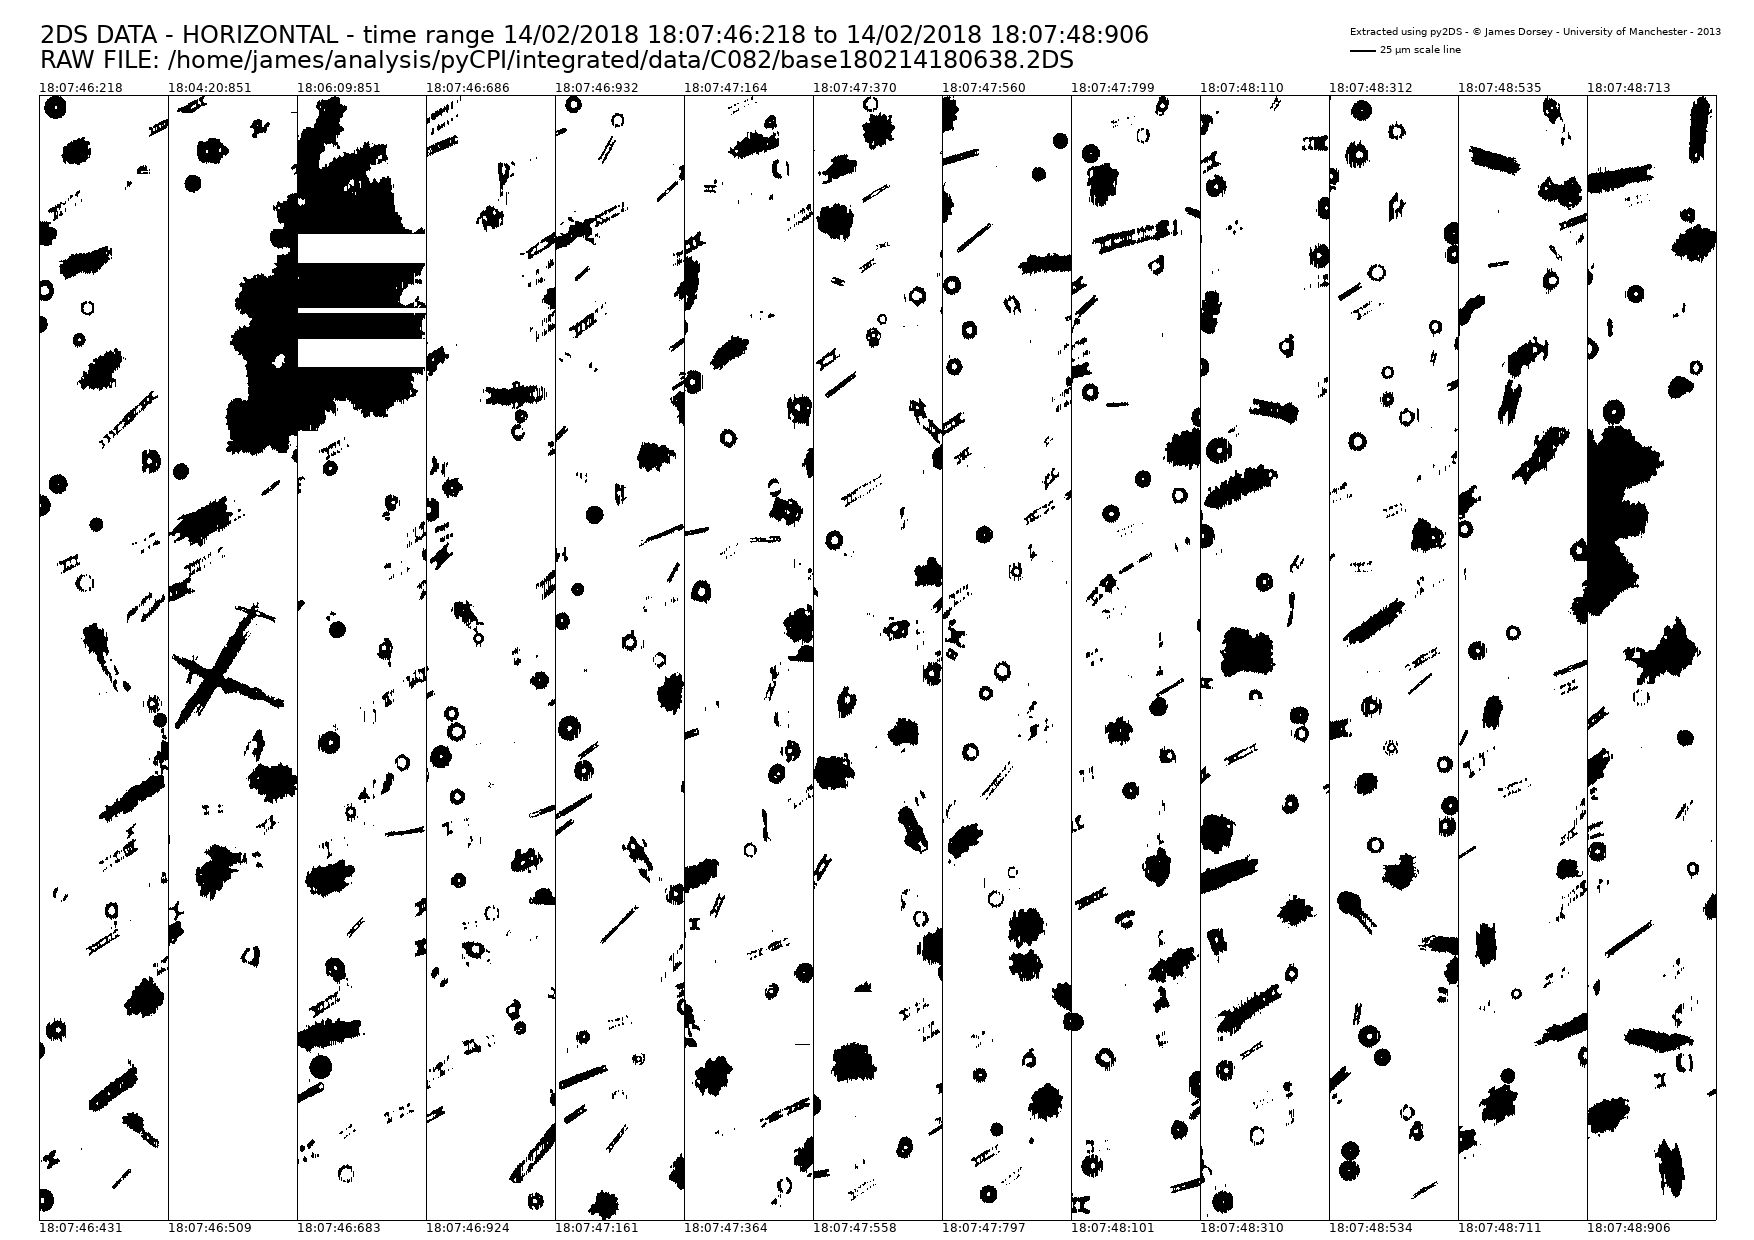 2DS DATA - HORIZONTAL - time range 14/02/2018 18:07:46:218 to 14/02/2018 18:07:48:906
RAW FILE: /home/james/analysis/pyCPI/integrated/data/C082/base180214180638.2DS
Extracted using py2DS - © James Dorsey - University of Manchester - 2013
25 µm scale line
18:07:46:218 18:04:20:851 18:06:09:851 18:07:46:686 18:07:46:932 18:07:47:164 18:07:47:370 18:07:47:560 18:07:47:799 18:07:48:110 18:07:48:312 18:07:48:535 18:07:48:713
18:07:46:431 18:07:46:509 18:07:46:683 18:07:46:924 18:07:47:161 18:07:47:364 18:07:47:558 18:07:47:797 18:07:48:101 18:07:48:310 18:07:48:534 18:07:48:711 18:07:48:906